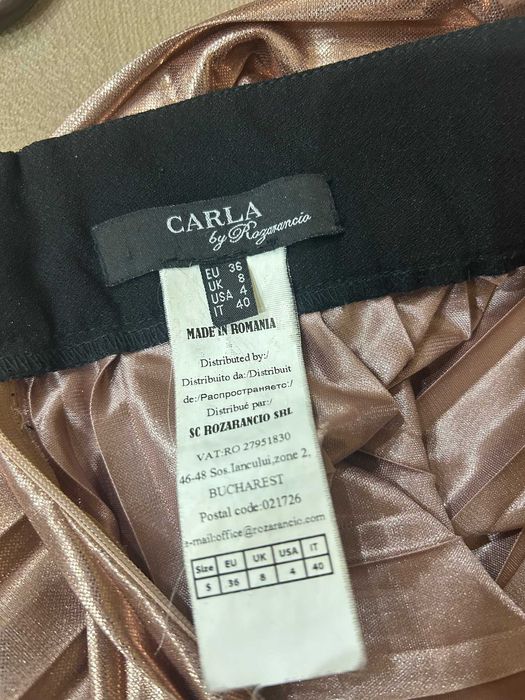 CARLA
by Rozarancio
EU 36
UK 8
USA 4
IT 40
MADE IN ROMANIA
Distributed by:/
Distribuito da:/Distribuit
de:/Распространяетс:/
Distribué par:/
SC ROZARANCIO SRL
VAT:RO 27951830
46-48 Sos.Iancului,zone 2,
BUCHAREST
Postal code:021726
e-mail:office@rozarancio.com
Size EU UK USA IT
S 36 8 4 40